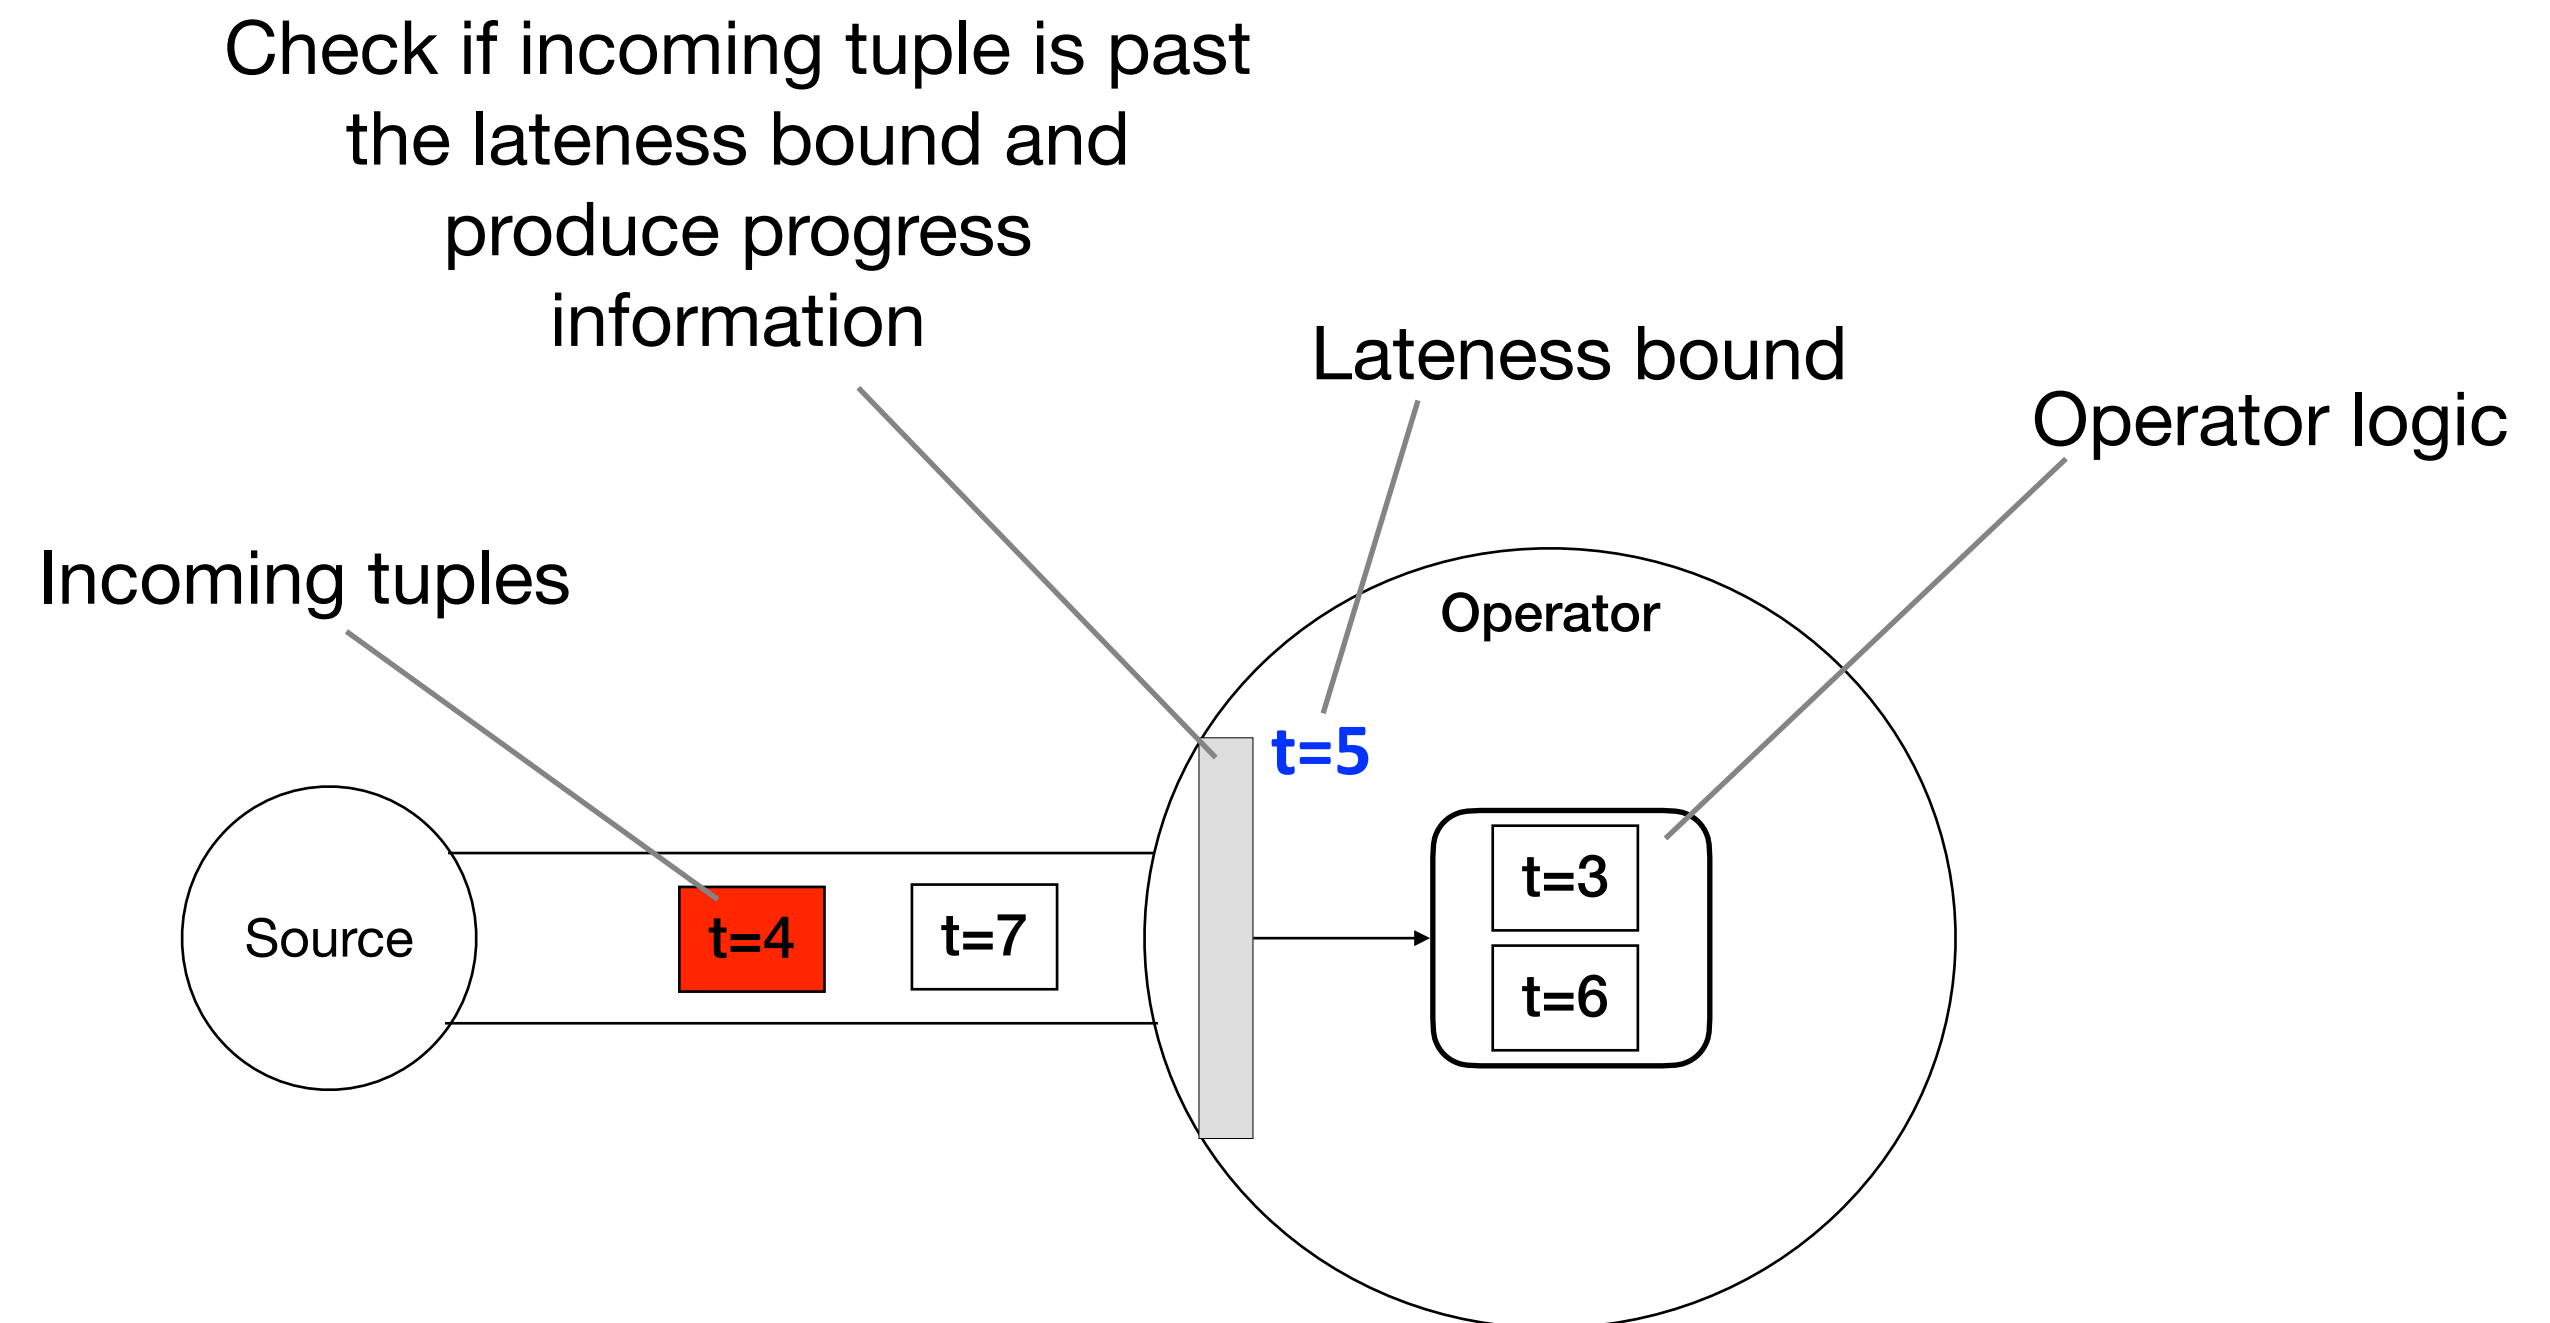 Check if incoming tuple is past
the lateness bound and
produce progress
information
Lateness bound
Operator logic
Incoming tuples
Operator
t=5
Source
t=4
t=7
t=3
t=6